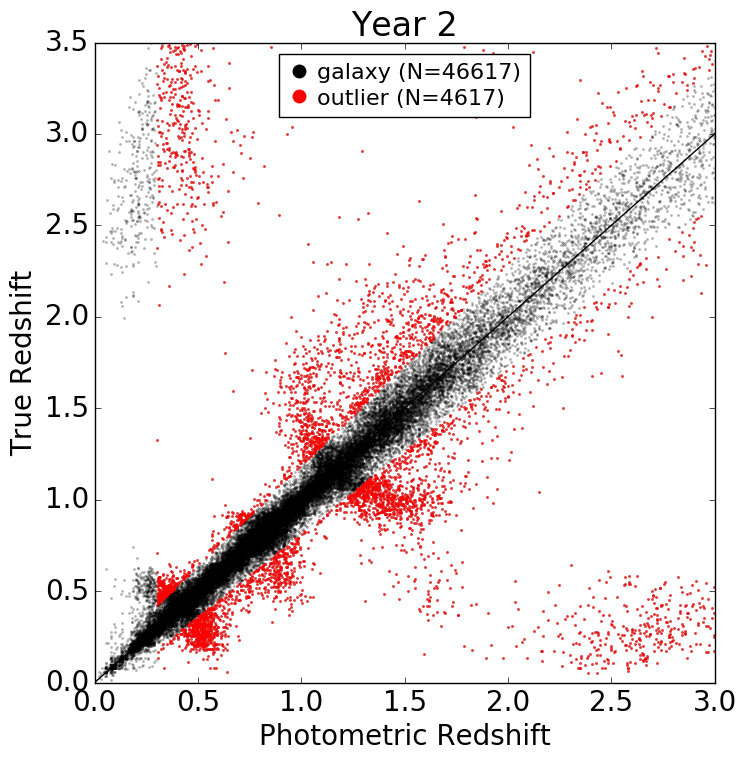 Year 2
galaxy (N=46617)
outlier (N=4617)
3.5
3.0
2.5
2.0
1.5
1.0
0.5
0.0
True Redshift
0.0 0.5 1.0 1.5 2.0 2.5 3.0
Photometric Redshift